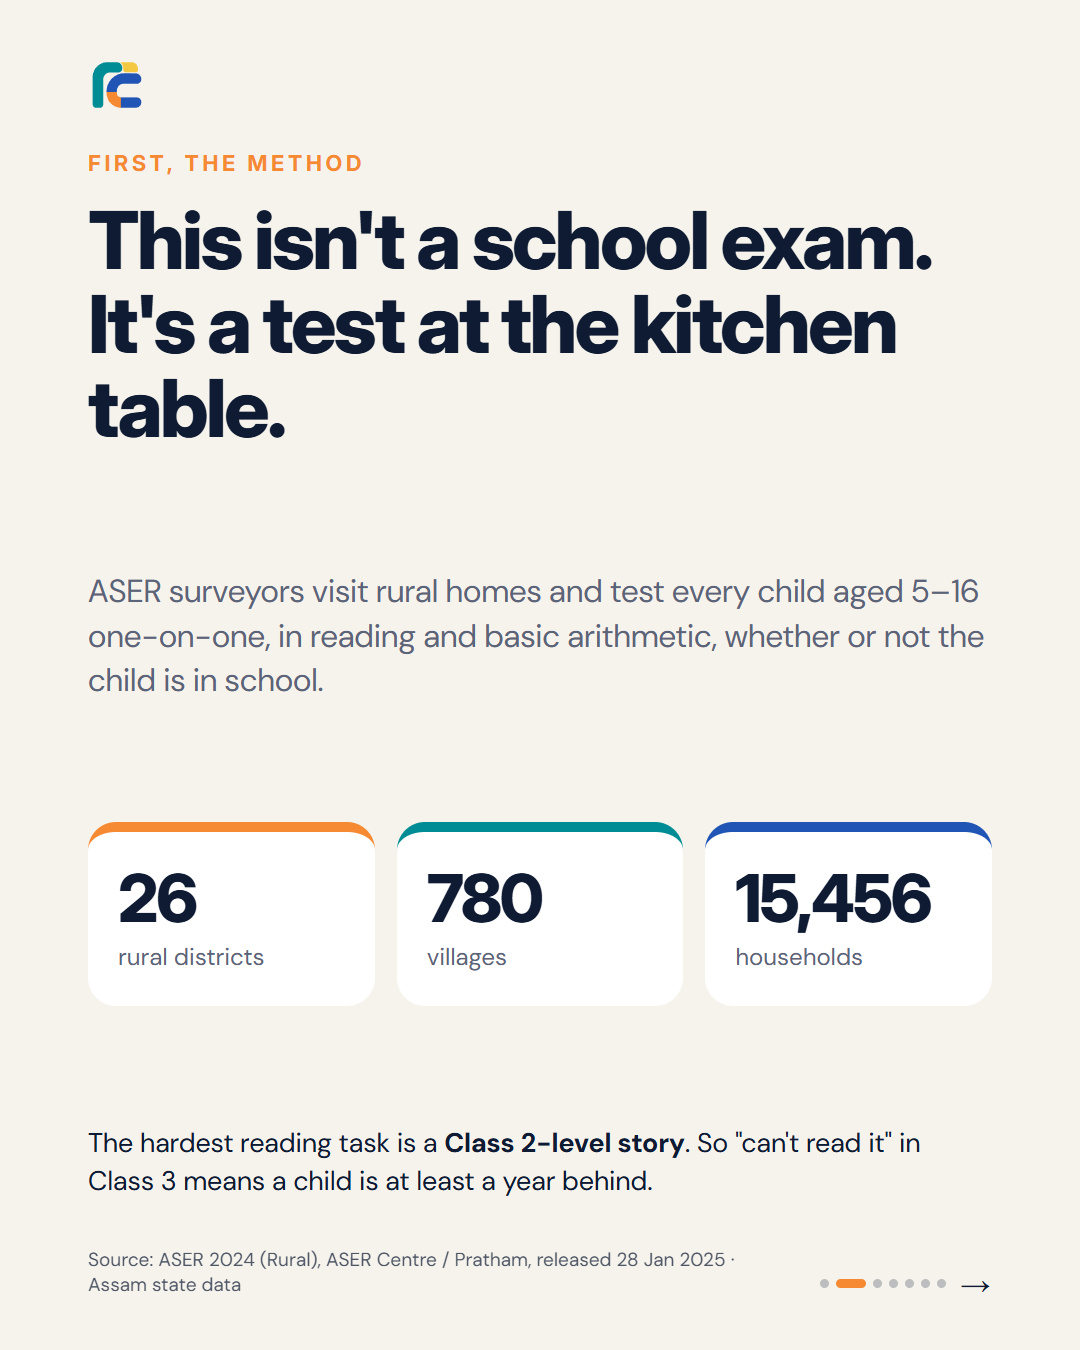 FIRST, THE METHOD
This isn't a school exam.
It's a test at the kitchen
table.
ASER surveyors visit rural homes and test every child aged 5–16
one-on-one, in reading and basic arithmetic, whether or not the
child is in school.
26
rural districts
780
villages
15,456
households
The hardest reading task is a Class 2-level story. So "can't read it" in
Class 3 means a child is at least a year behind.
Source: ASER 2024 (Rural), ASER Centre / Pratham, released 28 Jan 2025 ·
Assam state data
→